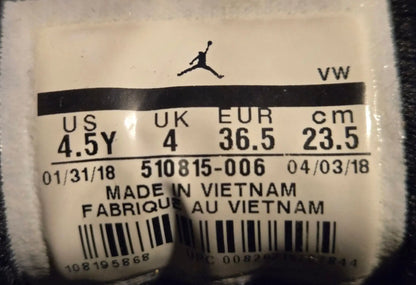 VW
US UK EUR cm
4.5Y 4 36.5 23.5
01/31/18 510815-006 04/03/18
MADE IN VIETNAM
FABRIQUE AU VIETNAM
108195868 UPC